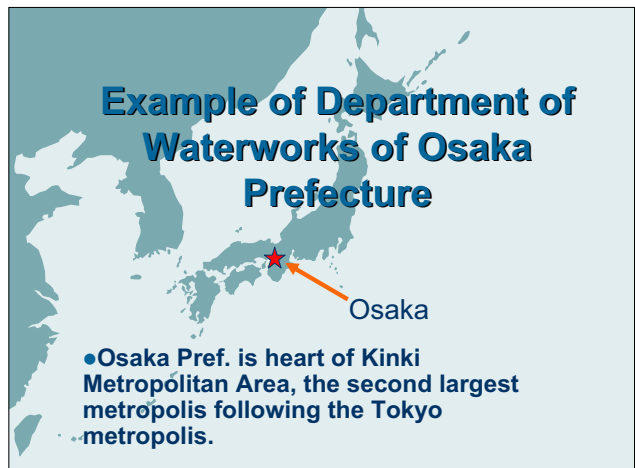 Example of Department of
Waterworks of Osaka
Prefecture
Osaka
●Osaka Pref. is heart of Kinki
Metropolitan Area, the second largest
metropolis following the Tokyo
metropolis.